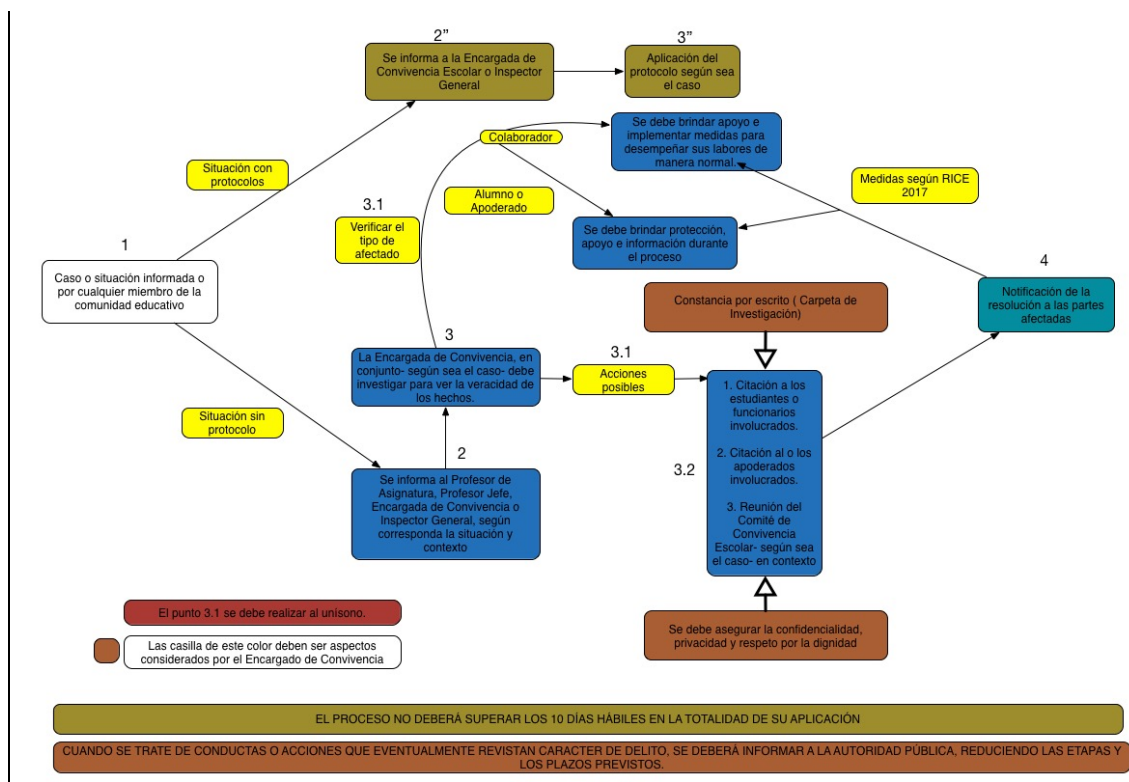 2”
Se informa a la Encargada de
Convivencia Escolar o Inspector
General
3”
Aplicación del
protocolo según sea
el caso
Colaborador
Se debe brindar apoyo e
implementar medidas para
desempeñar sus labores de
manera normal.
Situación con
protocolos
Alumno o
Apoderado
Medidas según RICE
2017
3.1
Verificar el
tipo de
afectado
Se debe brindar protección,
apoyo e información durante
el proceso
1
Caso o situación informada o
por cualquier miembro de la
comunidad educativo
4
Notificación de la
resolución a las partes
afectadas
Constancia por escrito ( Carpeta de
Investigación)
3
La Encargada de Convivencia, en
conjunto- según sea el caso- debe
investigar para ver la veracidad de
los hechos.
3.1
Acciones
posibles
Situación sin
protocolo
2
Se informa al Profesor de
Asignatura, Profesor Jefe,
Encargada de Convivencia o
Inspector General, según
corresponda la situación y
contexto
3.2
1. Citación a los
estudiantes o
funcionarios
involucrados.
2. Citación al o los
apoderados
involucrados.
3. Reunión del
Comité de
Convivencia
Escolar- según sea
el caso- en contexto
El punto 3.1 se debe realizar al unísono.
Las casilla de este color deben ser aspectos
considerados por el Encargado de Convivencia
Se debe asegurar la confidencialidad,
privacidad y respeto por la dignidad
EL PROCESO NO DEBERÁ SUPERAR LOS 10 DÍAS HÁBILES EN LA TOTALIDAD DE SU APLICACIÓN
CUANDO SE TRATE DE CONDUCTAS O ACCIONES QUE EVENTUALMENTE REVISTAN CARACTER DE DELITO, SE DEBERÁ INFORMAR A LA AUTORIDAD PÚBLICA, REDUCIENDO LAS ETAPAS Y
LOS PLAZOS PREVISTOS.